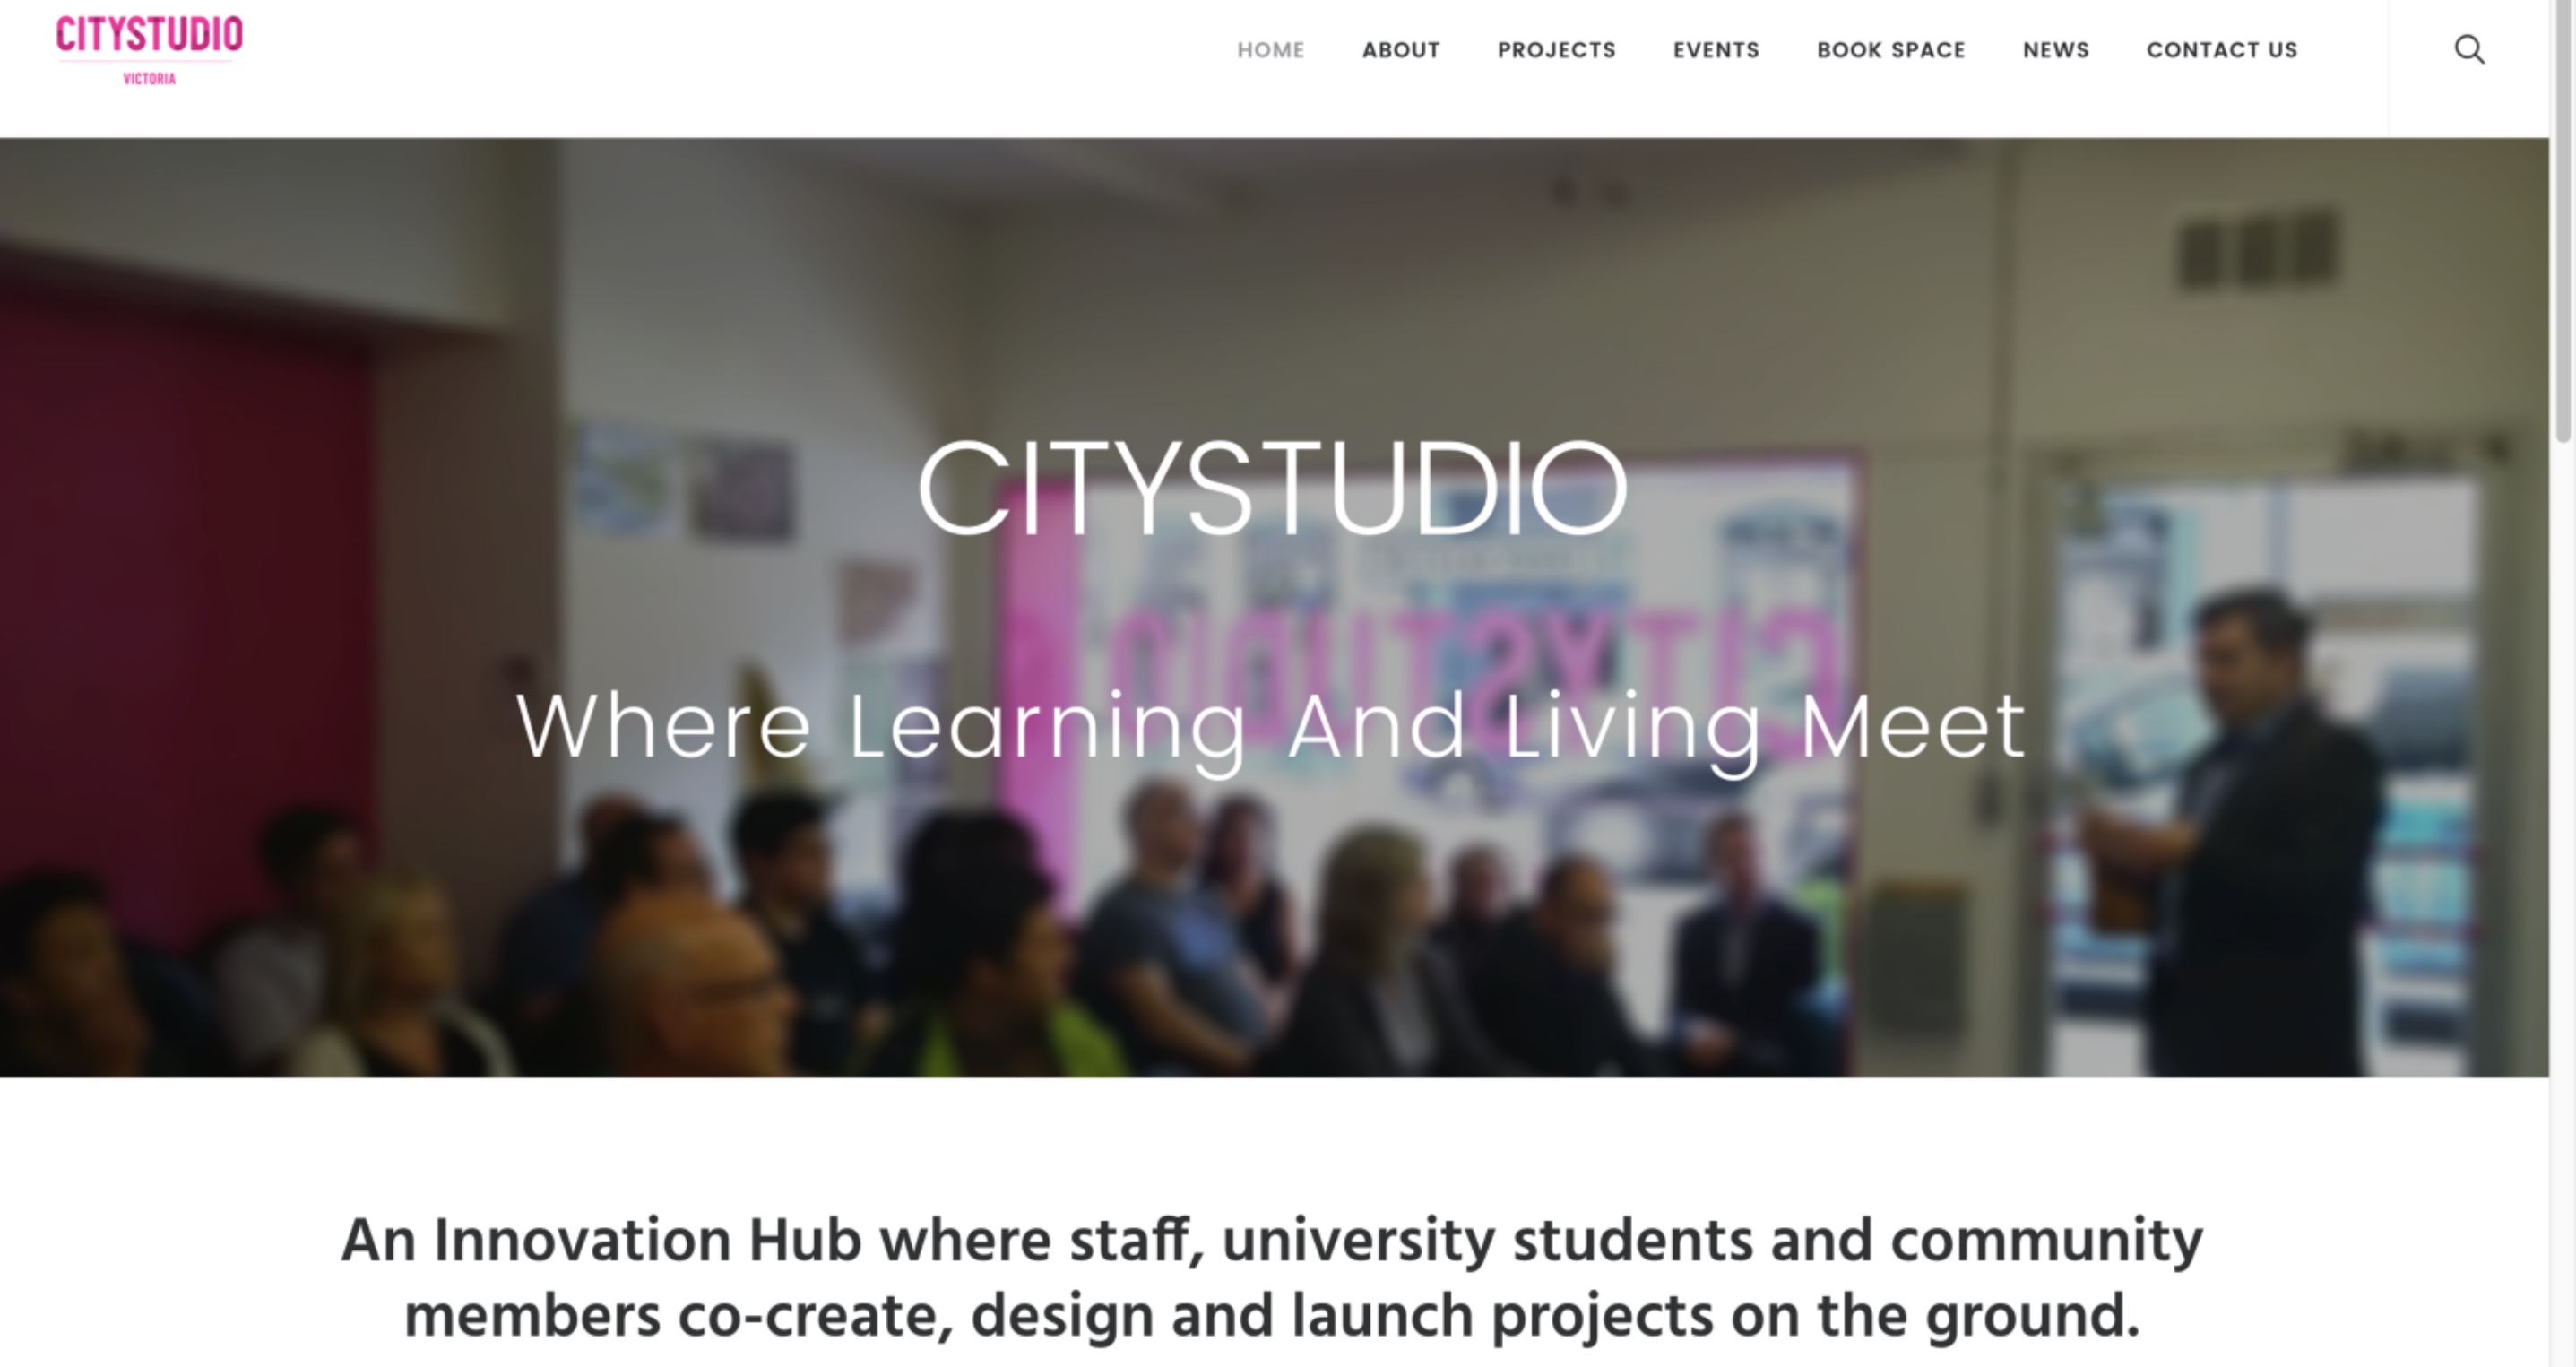 CITYSTUDIO
VICTORIA
HOME ABOUT PROJECTS EVENTS BOOK SPACE NEWS CONTACT US
CITYSTUDIO
CITYSTUDIO
Where Learning And Living Meet
An Innovation Hub where staff, university students and community
members co-create, design and launch projects on the ground.